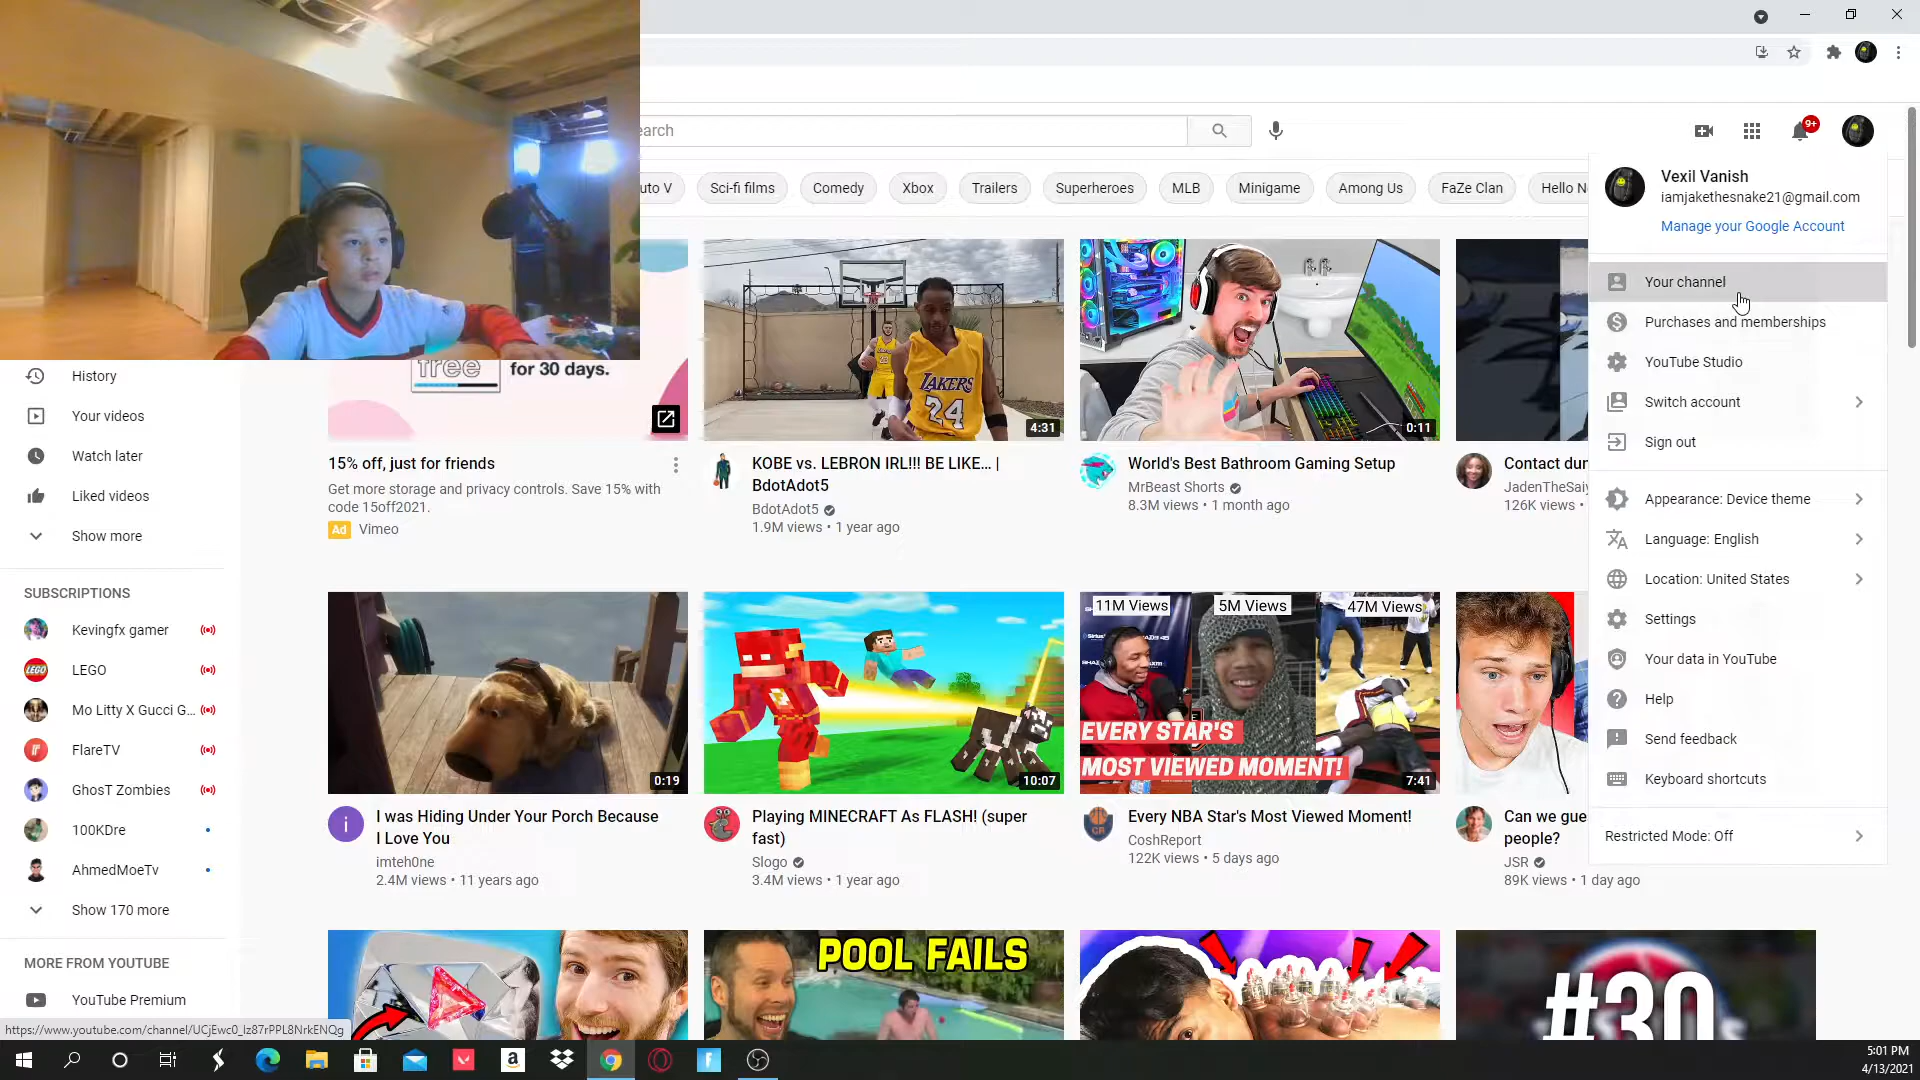 earch
9+
uto V
Sci-fi films
Comedy
Xbox
Trailers
Superheroes
MLB
Minigame
Among Us
FaZe Clan
Hello N
Vexil Vanish
iamjakethesnake21@gmail.com
Manage your Google Account
Your channel
Purchases and memberships
YouTube Studio
Switch account
Sign out
Appearance: Device theme
Language: English
Location: United States
Settings
Your data in YouTube
Help
Send feedback
Keyboard shortcuts
Restricted Mode: Off
History
Your videos
Watch later
Liked videos
Show more
SUBSCRIPTIONS
Kevingfx gamer
LEGO
Mo Litty X Gucci G...
FlareTV
GhosT Zombies
100KDre
AhmedMoeTv
Show 170 more
MORE FROM YOUTUBE
YouTube Premium
free
for 30 days.
15% off, just for friends
Get more storage and privacy controls. Save 15% with
code 15off2021.
Ad Vimeo
LAKERS
24
4:31
KOBE vs. LEBRON IRL!!! BE LIKE... |
BdotAdot5
BdotAdot5
1.9M views • 1 year ago
0:11
World's Best Bathroom Gaming Setup
MrBeast Shorts
8.3M views • 1 month ago
Contact dur
JadenTheSaiy
126K views •
0:19
I was Hiding Under Your Porch Because
I Love You
imteh0ne
2.4M views • 11 years ago
10:07
Playing MINECRAFT As FLASH! (super
fast)
Slogo
3.4M views • 1 year ago
11M Views
5M Views
47M Views
EVERY STAR'S
MOST VIEWED MOMENT!
7:41
Every NBA Star's Most Viewed Moment!
CoshReport
122K views • 5 days ago
Can we gue
people?
JSR
89K views • 1 day ago
POOL FAILS
#30
https://www.youtube.com/channel/UCjEwc0_lz87rPPL8NrkENQg
5:01 PM
4/13/2021